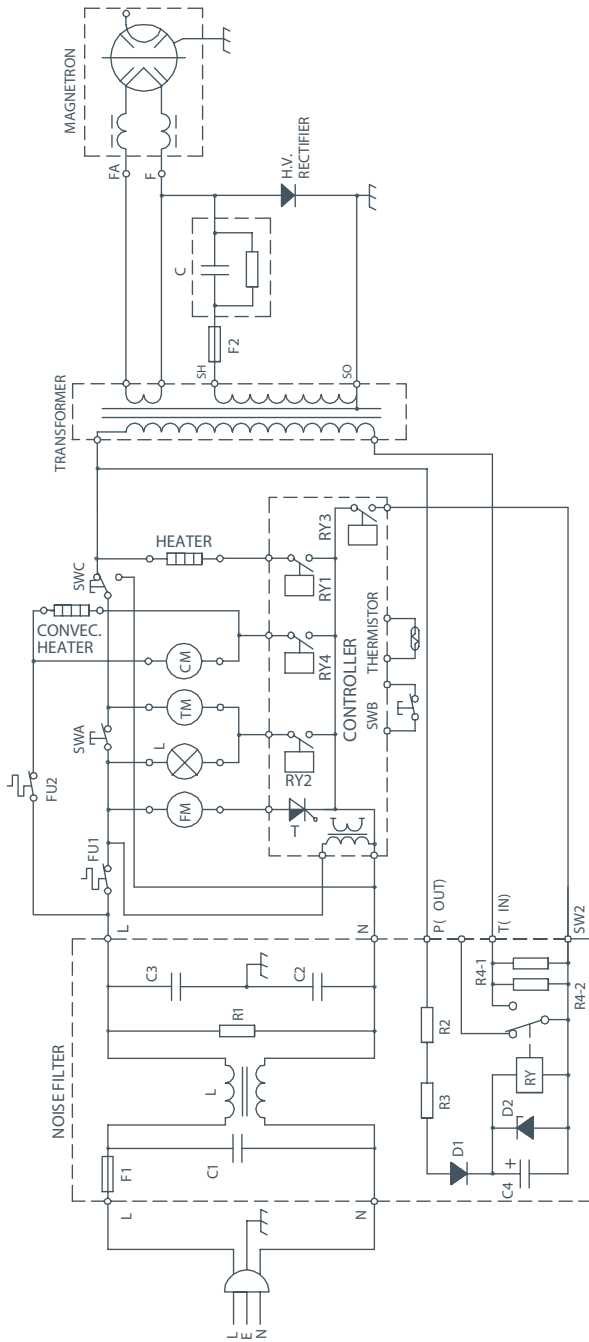 L
E
N
NOISE FILTER
L
N
F1
C1
L
R1
C3
C2
L
N
D1
C4
+
D2
R3
R2
RY
R4-1
R4-2
P( OUT)
T( IN)
SW2
FU1
FU2
SWA
SWC
CONVEC.
HEATER
HEATER
FM
L
TM
CM
T
RY2
RY4
RY1
RY3
CONTROLLER
SWB
THERMISTOR
TRANSFORMER
SH
SO
F2
C
H.V.
RECTIFIER
FA
F
MAGNETRON